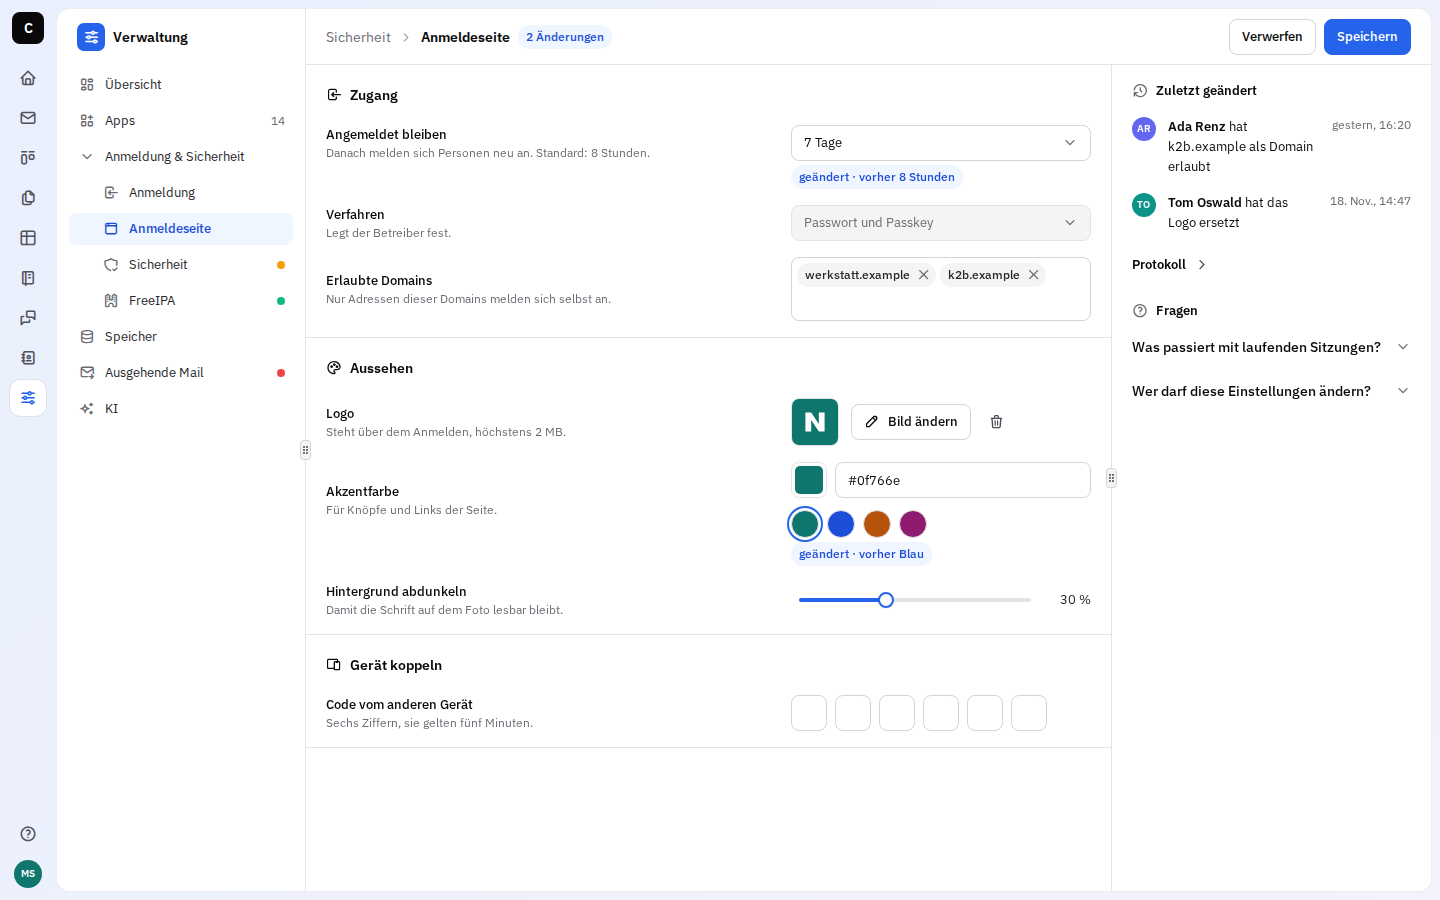 C
Verwaltung
Übersicht
Apps
14
Anmeldung & Sicherheit
Anmeldung
Anmeldeseite
Sicherheit
FreeIPA
Speicher
Ausgehende Mail
KI
MS
Sicherheit
Anmeldeseite
2 Änderungen
Verwerfen
Speichern
Zugang
Angemeldet bleiben
Danach melden sich Personen neu an. Standard: 8 Stunden.
7 Tage
geändert · vorher 8 Stunden
Verfahren
Legt der Betreiber fest.
Passwort und Passkey
Erlaubte Domains
Nur Adressen dieser Domains melden sich selbst an.
werkstatt.example
k2b.example
Aussehen
Logo
Steht über dem Anmelden, höchstens 2 MB.
N
Bild ändern
Akzentfarbe
Für Knöpfe und Links der Seite.
#0f766e
geändert · vorher Blau
Hintergrund abdunkeln
Damit die Schrift auf dem Foto lesbar bleibt.
30 %
Gerät koppeln
Code vom anderen Gerät
Sechs Ziffern, sie gelten fünf Minuten.
Zuletzt geändert
AR
Ada Renz hat
k2b.example als Domain
erlaubt
gestern, 16:20
TO
Tom Oswald hat das
Logo ersetzt
18. Nov., 14:47
Protokoll
Fragen
Was passiert mit laufenden Sitzungen?
Wer darf diese Einstellungen ändern?